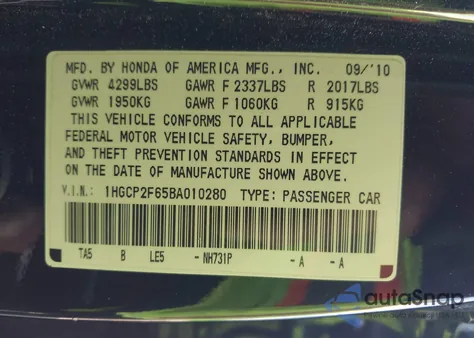 MFD. BY HONDA OF AMERICA MFG., INC. 09/'10
GVWR 4299LBS GAWR F 2337LBS R 2017LBS
GVWR 1950KG GAWR F 1060KG R 915KG
THIS VEHICLE CONFORMS TO ALL APPLICABLE
FEDERAL MOTOR VEHICLE SAFETY, BUMPER,
AND THEFT PREVENTION STANDARDS IN EFFECT
ON THE DATE OF MANUFACTURE SHOWN ABOVE.
V.I.N.: 1HGCP2F65BA010280 TYPE: PASSENGER CAR
TA5 B LE5 - NH731P - A - A
autoSnap